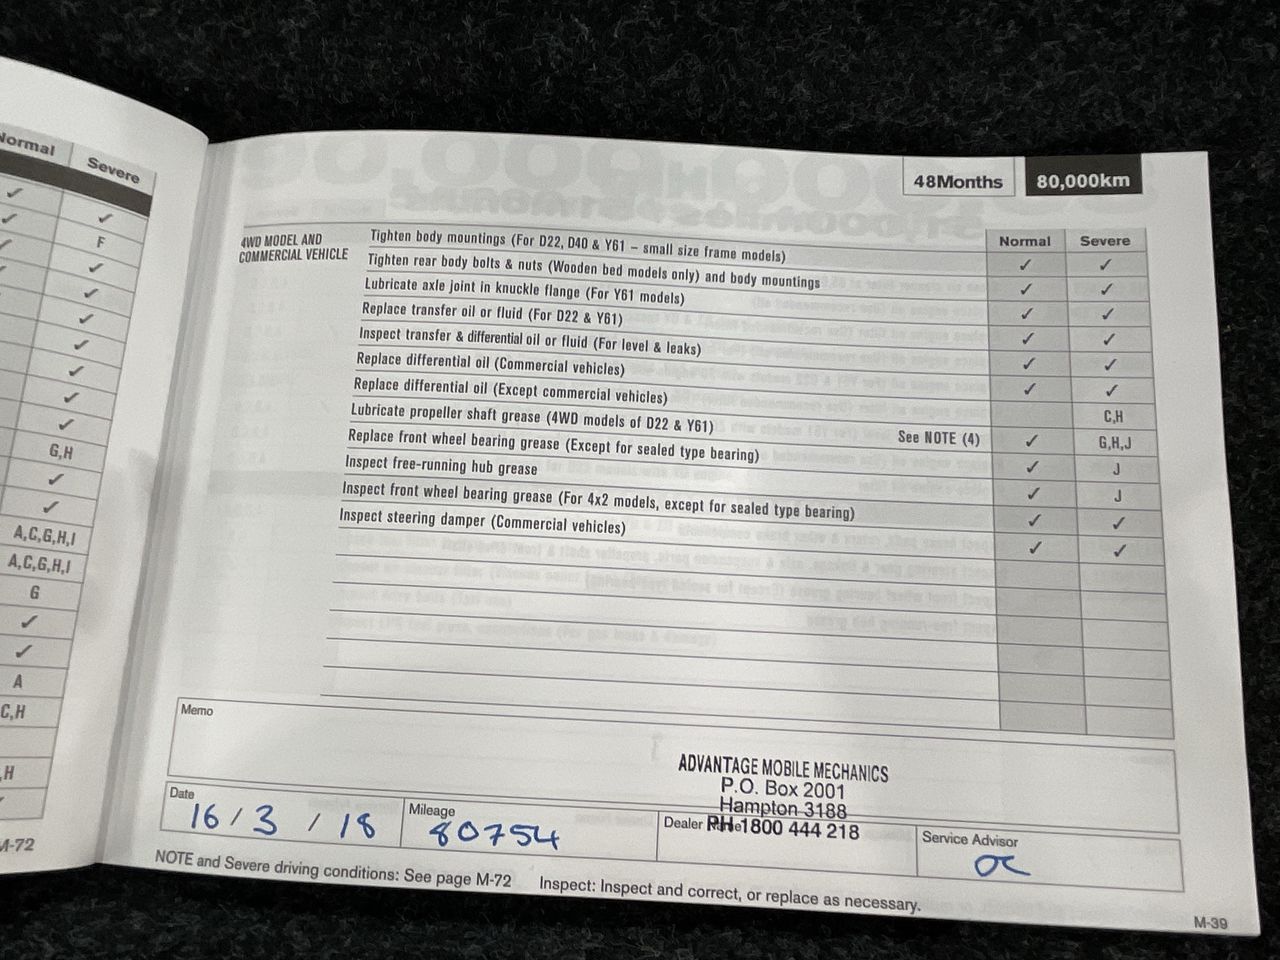 Normal Severe
✓
✓ ✓
✓ F
✓ ✓
✓
✓
✓
✓
✓
✓
G,H
✓
✓
A,C,G,H,I
A,C,G,H,I
G
✓
✓
A
C,H
,H
M-72
48Months 80,000km
Normal Severe
4WD MODEL AND
COMMERCIAL VEHICLE
Tighten body mountings (For D22, D40 & Y61 – small size frame models) ✓ ✓
Tighten rear body bolts & nuts (Wooden bed models only) and body mountings ✓ ✓
Lubricate axle joint in knuckle flange (For Y61 models) ✓ ✓
Replace transfer oil or fluid (For D22 & Y61) ✓ ✓
Inspect transfer & differential oil or fluid (For level & leaks) ✓ ✓
Replace differential oil (Commercial vehicles) ✓ ✓
Replace differential oil (Except commercial vehicles) C,H
Lubricate propeller shaft grease (4WD models of D22 & Y61) See NOTE (4) ✓ G,H,J
Replace front wheel bearing grease (Except for sealed type bearing) ✓ J
Inspect free-running hub grease ✓ J
Inspect front wheel bearing grease (For 4x2 models, except for sealed type bearing) ✓ ✓
Inspect steering damper (Commercial vehicles) ✓ ✓
Memo
ADVANTAGE MOBILE MECHANICS
P.O. Box 2001
Hampton 3188
PH 1800 444 218
Date
16/3/18
Mileage
80754
Dealer
Service Advisor
OC
NOTE and Severe driving conditions: See page M-72 Inspect: Inspect and correct, or replace as necessary.
M-39